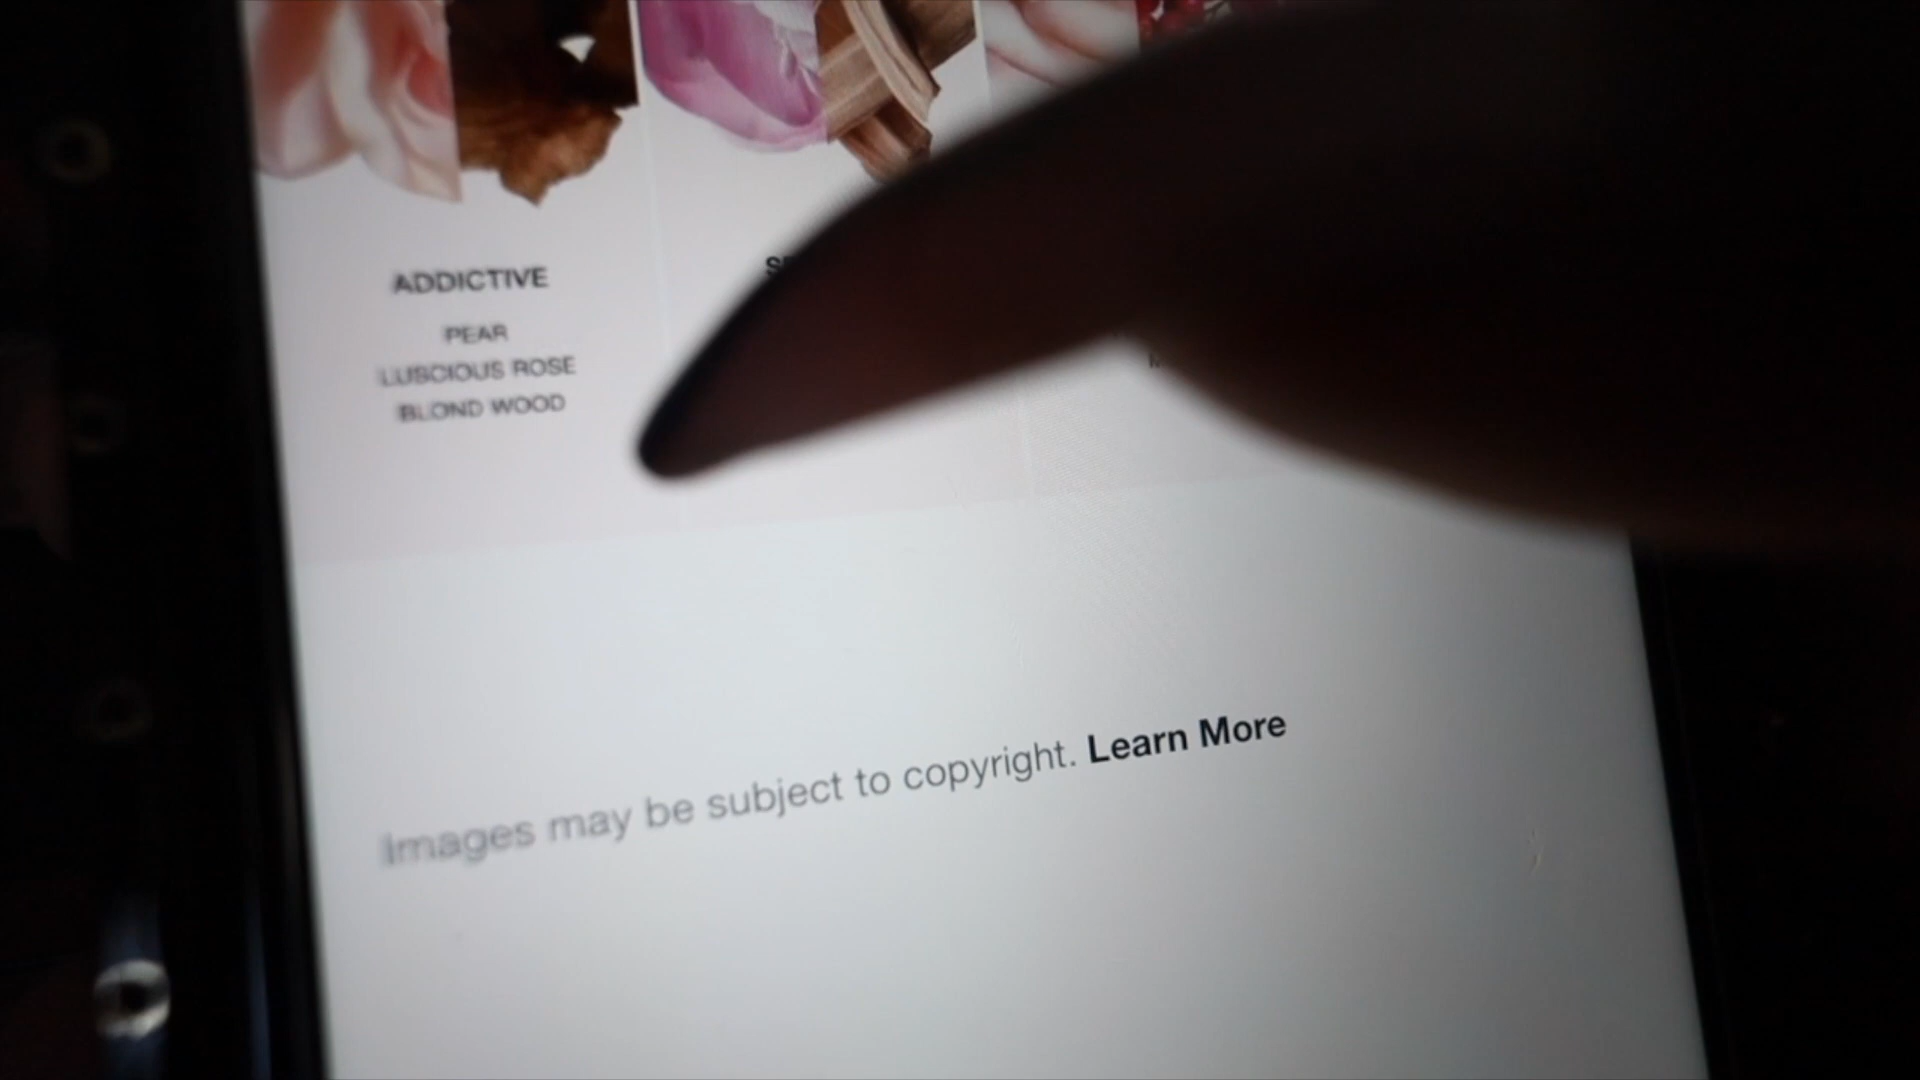 ADDICTIVE
PEAR
LUSCIOUS ROSE
BLOND WOOD
Images may be subject to copyright. Learn More